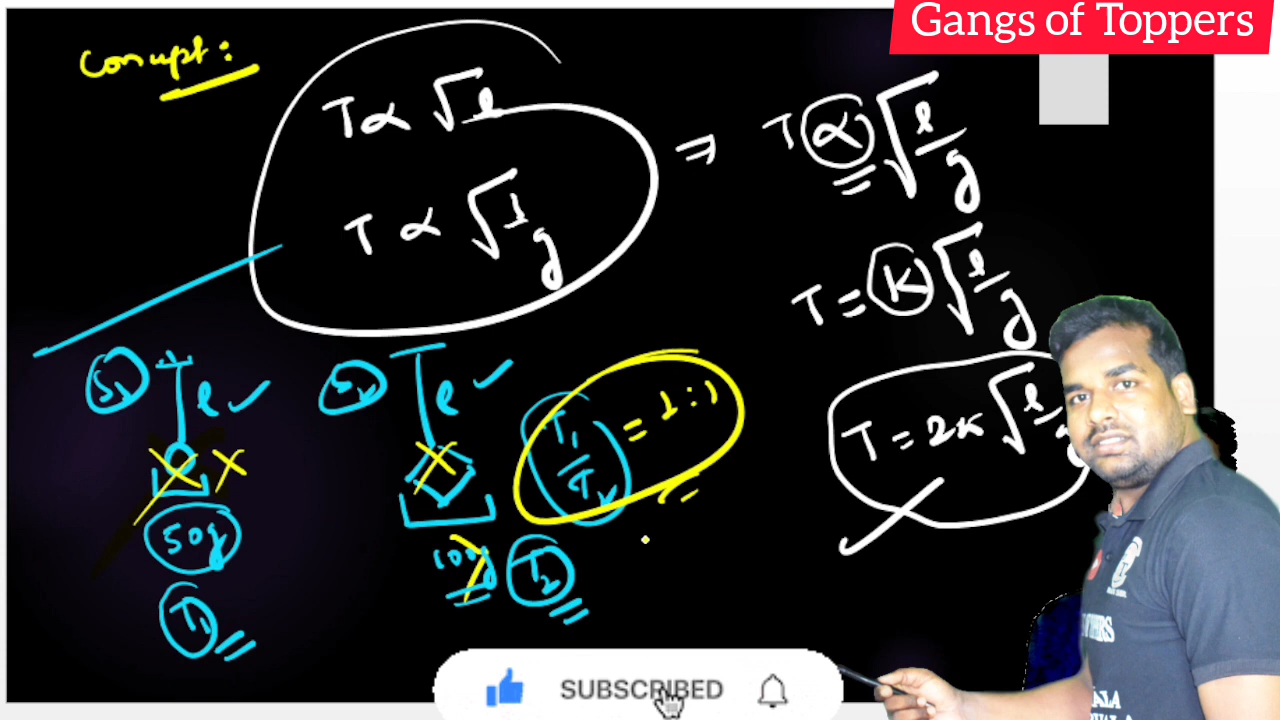 Gangs of Toppers
Concept:
T ∝ √l
T ∝ √1/g
⇒ T ∝ √l/g
T = K √l/g
T = 2π √l/g
S1
l ✓
S2
l ✓
X
50g
T1
100g
T2
T1/T2 = 1:1
SUBSCRIBED